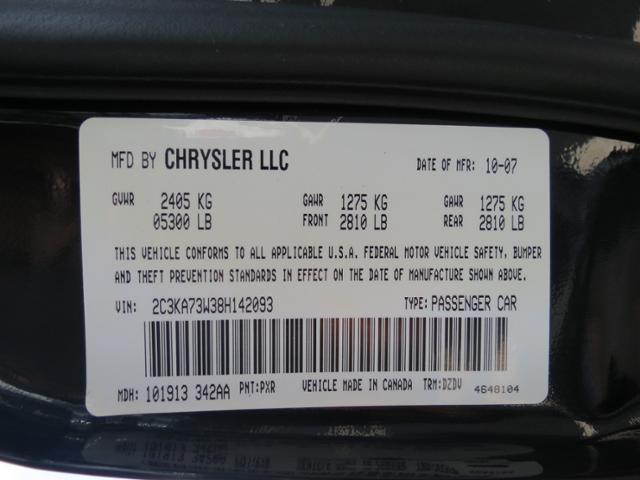 MFD BY CHRYSLER LLC DATE OF MFR: 10-07
GVWR 2405 KG GAWR 1275 KG GAWR 1275 KG
05300 LB FRONT 2810 LB REAR 2810 LB
THIS VEHICLE CONFORMS TO ALL APPLICABLE U.S.A. FEDERAL MOTOR VEHICLE SAFETY, BUMPER
AND THEFT PREVENTION STANDARDS IN EFFECT ON THE DATE OF MANUFACTURE SHOWN ABOVE.
VIN: 2C3KA73W38H142093 TYPE: PASSENGER CAR
MDH: 101913 342AA PNT: PXR VEHICLE MADE IN CANADA TRM: DZDV 4648104